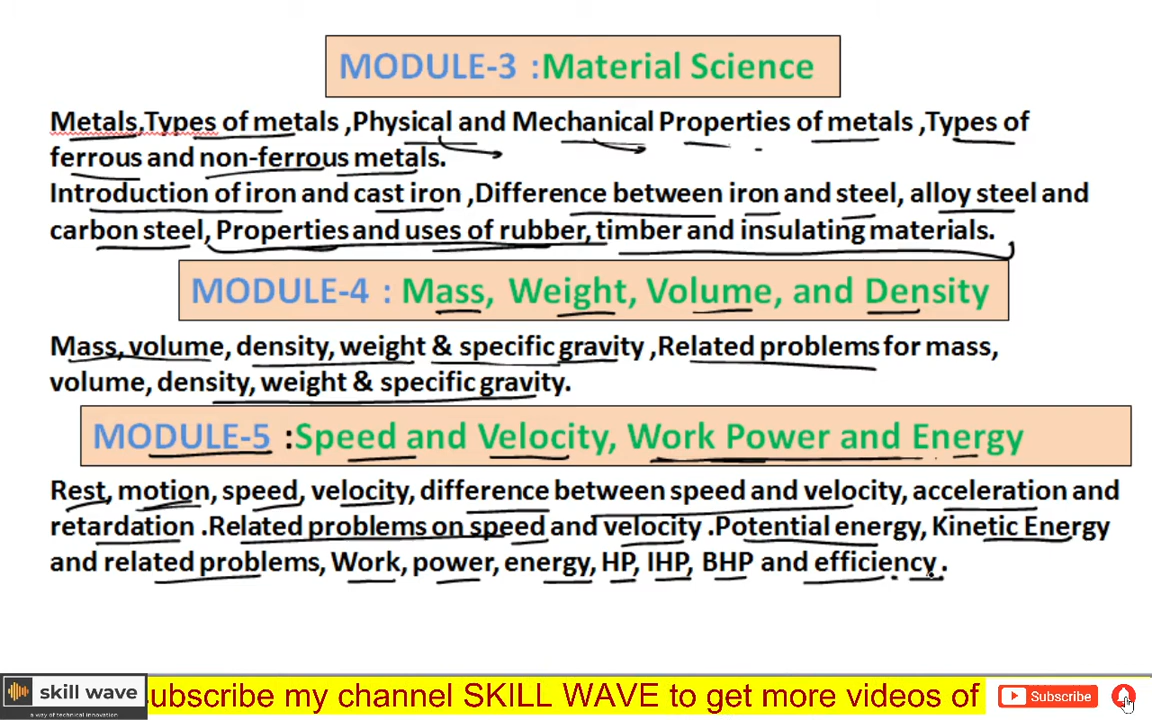 MODULE-3 :Material Science
Metals,Types of metals ,Physical and Mechanical Properties of metals ,Types of
ferrous and non-ferrous metals.
Introduction of iron and cast iron ,Difference between iron and steel, alloy steel and
carbon steel, Properties and uses of rubber, timber and insulating materials.
MODULE-4 : Mass, Weight, Volume, and Density
Mass, volume, density, weight & specific gravity ,Related problems for mass,
volume, density, weight & specific gravity.
MODULE-5 :Speed and Velocity, Work Power and Energy
Rest, motion, speed, velocity, difference between speed and velocity, acceleration and
retardation .Related problems on speed and velocity .Potential energy, Kinetic Energy
and related problems, Work, power, energy, HP, IHP, BHP and efficiency.
skill wave
a way of technical innovation
ubscribe my channel SKILL WAVE to get more videos of
Subscribe